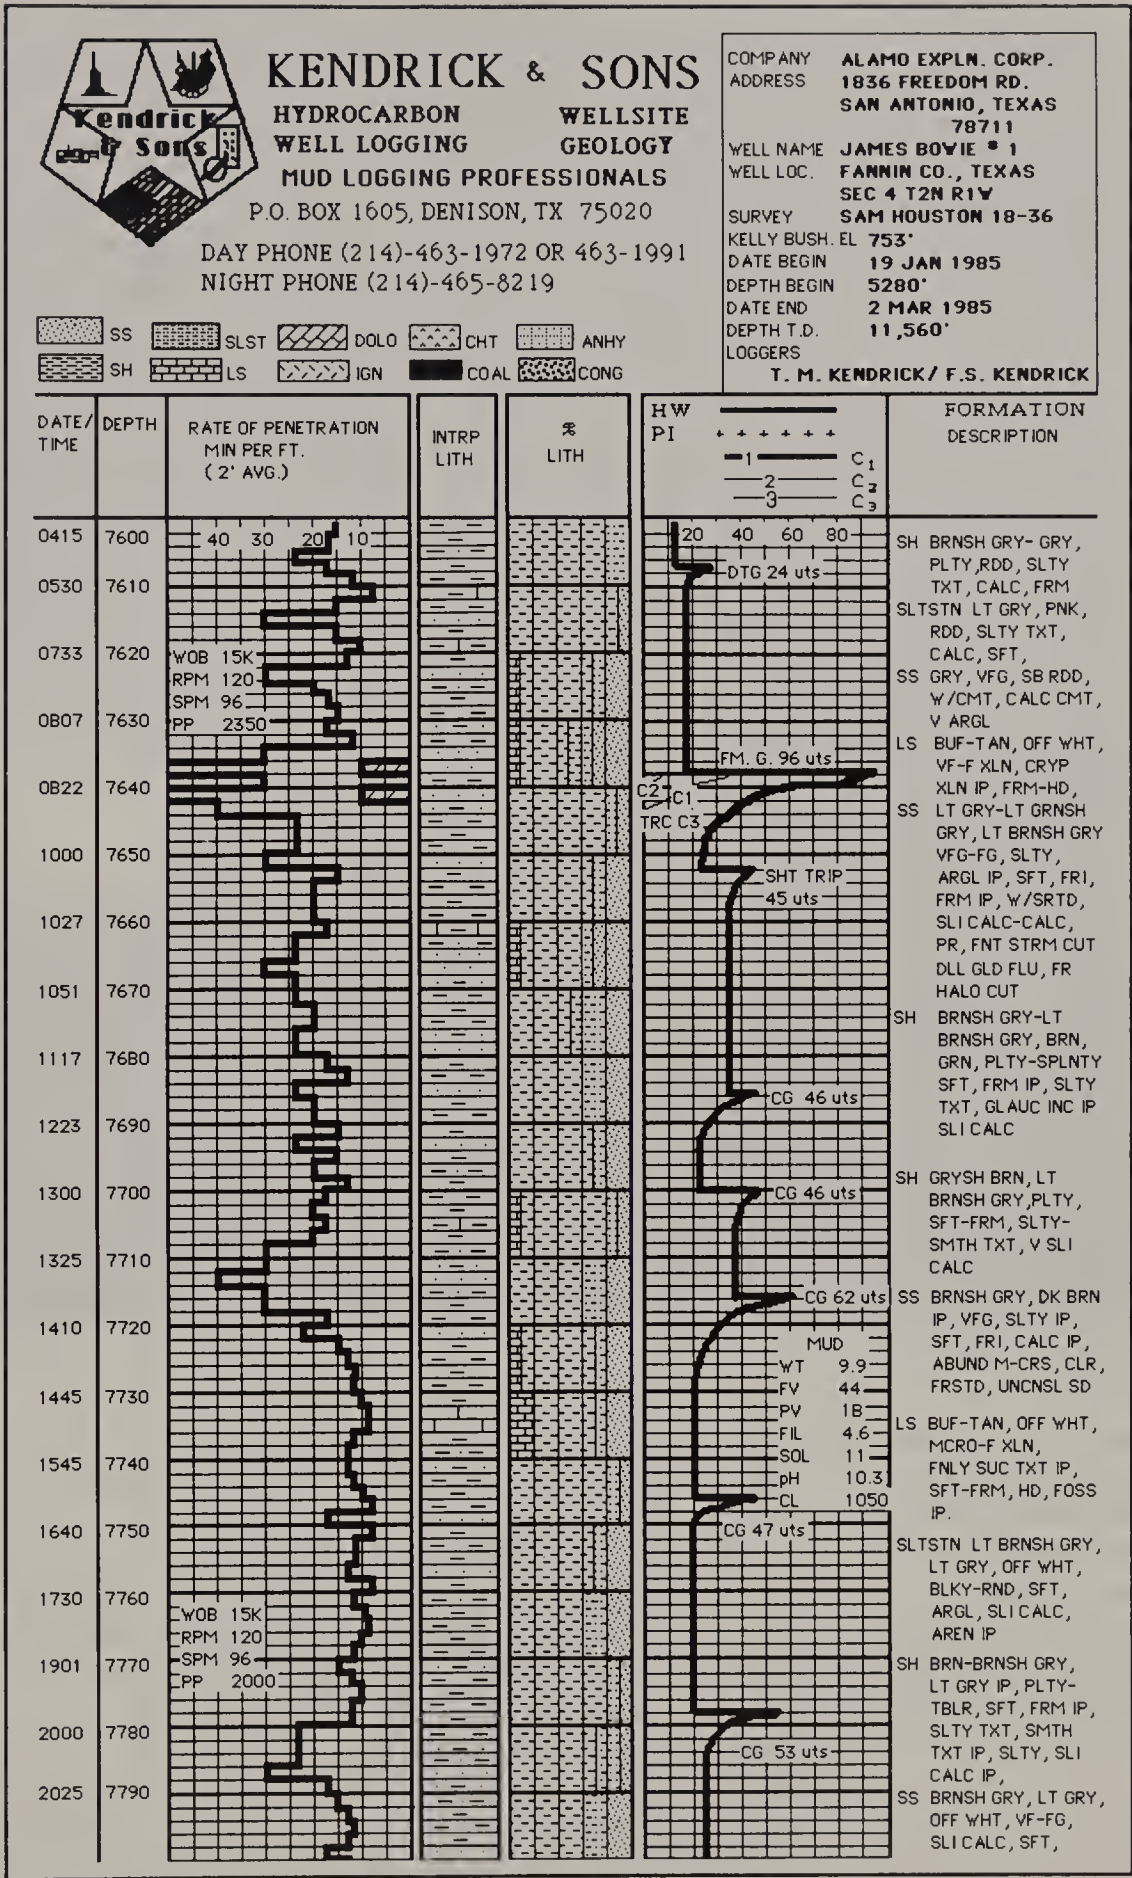 Kendrick
& Sons
KENDRICK & SONS
HYDROCARBON WELLSITE
WELL LOGGING GEOLOGY
MUD LOGGING PROFESSIONALS
P.O. BOX 1605, DENISON, TX 75020
DAY PHONE (214)-463-1972 OR 463-1991
NIGHT PHONE (214)-465-8219
COMPANY ALAMO EXPLN. CORP.
ADDRESS 1836 FREEDOM RD.
SAN ANTONIO, TEXAS
78711
WELL NAME JAMES BOWIE # 1
WELL LOC. FANNIN CO., TEXAS
SEC 4 T2N R1W
SURVEY SAM HOUSTON 18-36
KELLY BUSH. EL 753'
DATE BEGIN 19 JAN 1985
DEPTH BEGIN 5280'
DATE END 2 MAR 1985
DEPTH T.D. 11,560'
LOGGERS
T. M. KENDRICK/ F.S. KENDRICK
SS SLST DOLO CHT ANHY
SH LS IGN COAL CONG
DATE/
TIME
DEPTH
RATE OF PENETRATION
MIN PER FT.
( 2' AVG.)
INTRP
LITH
%
LITH
HW
PI
1 C1
2 C2
3 C3
FORMATION
DESCRIPTION
40 30 20 10
20 40 60 80
0415 7600
0530 7610
0733 7620
0B07 7630
0B22 7640
1000 7650
1027 7660
1051 7670
1117 76B0
1223 7690
1300 7700
1325 7710
1410 7720
1445 7730
1545 7740
1640 7750
1730 7760
1901 7770
2000 7780
2025 7790
WOB 15K
RPM 120
SPM 96
PP 2350
WOB 15K
RPM 120
SPM 96
PP 2000
DTG 24 uts
FM. G. 96 uts
C2 C1
TRC C3
SHT TRIP
45 uts
CG 46 uts
CG 46 uts
CG 62 uts
MUD
WT 9.9
FV 44
PV 1B
FIL 4.6
SOL 11
pH 10.3
CL 1050
CG 47 uts
CG 53 uts
SH BRNSH GRY- GRY,
PLTY,RDD, SLTY
TXT, CALC, FRM
SLTSTN LT GRY, PNK,
RDD, SLTY TXT,
CALC, SFT,
SS GRY, VFG, SB RDD,
W/CMT, CALC CMT,
V ARGL
LS BUF-TAN, OFF WHT,
VF-F XLN, CRYP
XLN IP, FRM-HD,
SS LT GRY-LT GRNSH
GRY, LT BRNSH GRY
VFG-FG, SLTY,
ARGL IP, SFT, FRI,
FRM IP, W/SRTD,
SLI CALC-CALC,
PR, FNT STRM CUT
DLL GLD FLU, FR
HALO CUT
SH BRNSH GRY-LT
BRNSH GRY, BRN,
GRN, PLTY-SPLNTY
SFT, FRM IP, SLTY
TXT, GLAUC INC IP
SLI CALC
SH GRYSH BRN, LT
BRNSH GRY,PLTY,
SFT-FRM, SLTY-
SMTH TXT, V SLI
CALC
SS BRNSH GRY, DK BRN
IP, VFG, SLTY IP,
SFT, FRI, CALC IP,
ABUND M-CRS, CLR,
FRSTD, UNCNSL SD
LS BUF-TAN, OFF WHT,
MCRO-F XLN,
FNLY SUC TXT IP,
SFT-FRM, HD, FOSS
IP.
SLTSTN LT BRNSH GRY,
LT GRY, OFF WHT,
BLKY-RND, SFT,
ARGL, SLI CALC,
AREN IP
SH BRN-BRNSH GRY,
LT GRY IP, PLTY-
TBLR, SFT, FRM IP,
SLTY TXT, SMTH
TXT IP, SLTY, SLI
CALC IP,
SS BRNSH GRY, LT GRY,
OFF WHT, VF-FG,
SLI CALC, SFT,